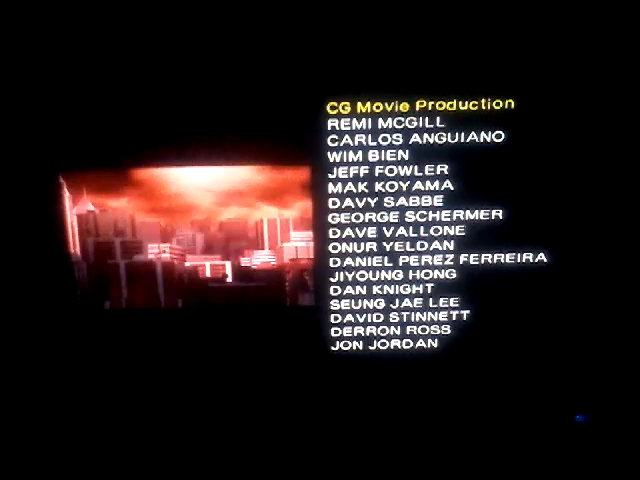 CG Movie Production
REMI MCGILL
CARLOS ANGUIANO
WIM BIEN
JEFF FOWLER
MAK KOYAMA
DAVY SABBE
GEORGE SCHERMER
DAVE VALLONE
ONUR YELDAN
DANIEL PEREZ FERREIRA
JIYOUNG HONG
DAN KNIGHT
SEUNG JAE LEE
DAVID STINNETT
DERRON ROSS
JON JORDAN